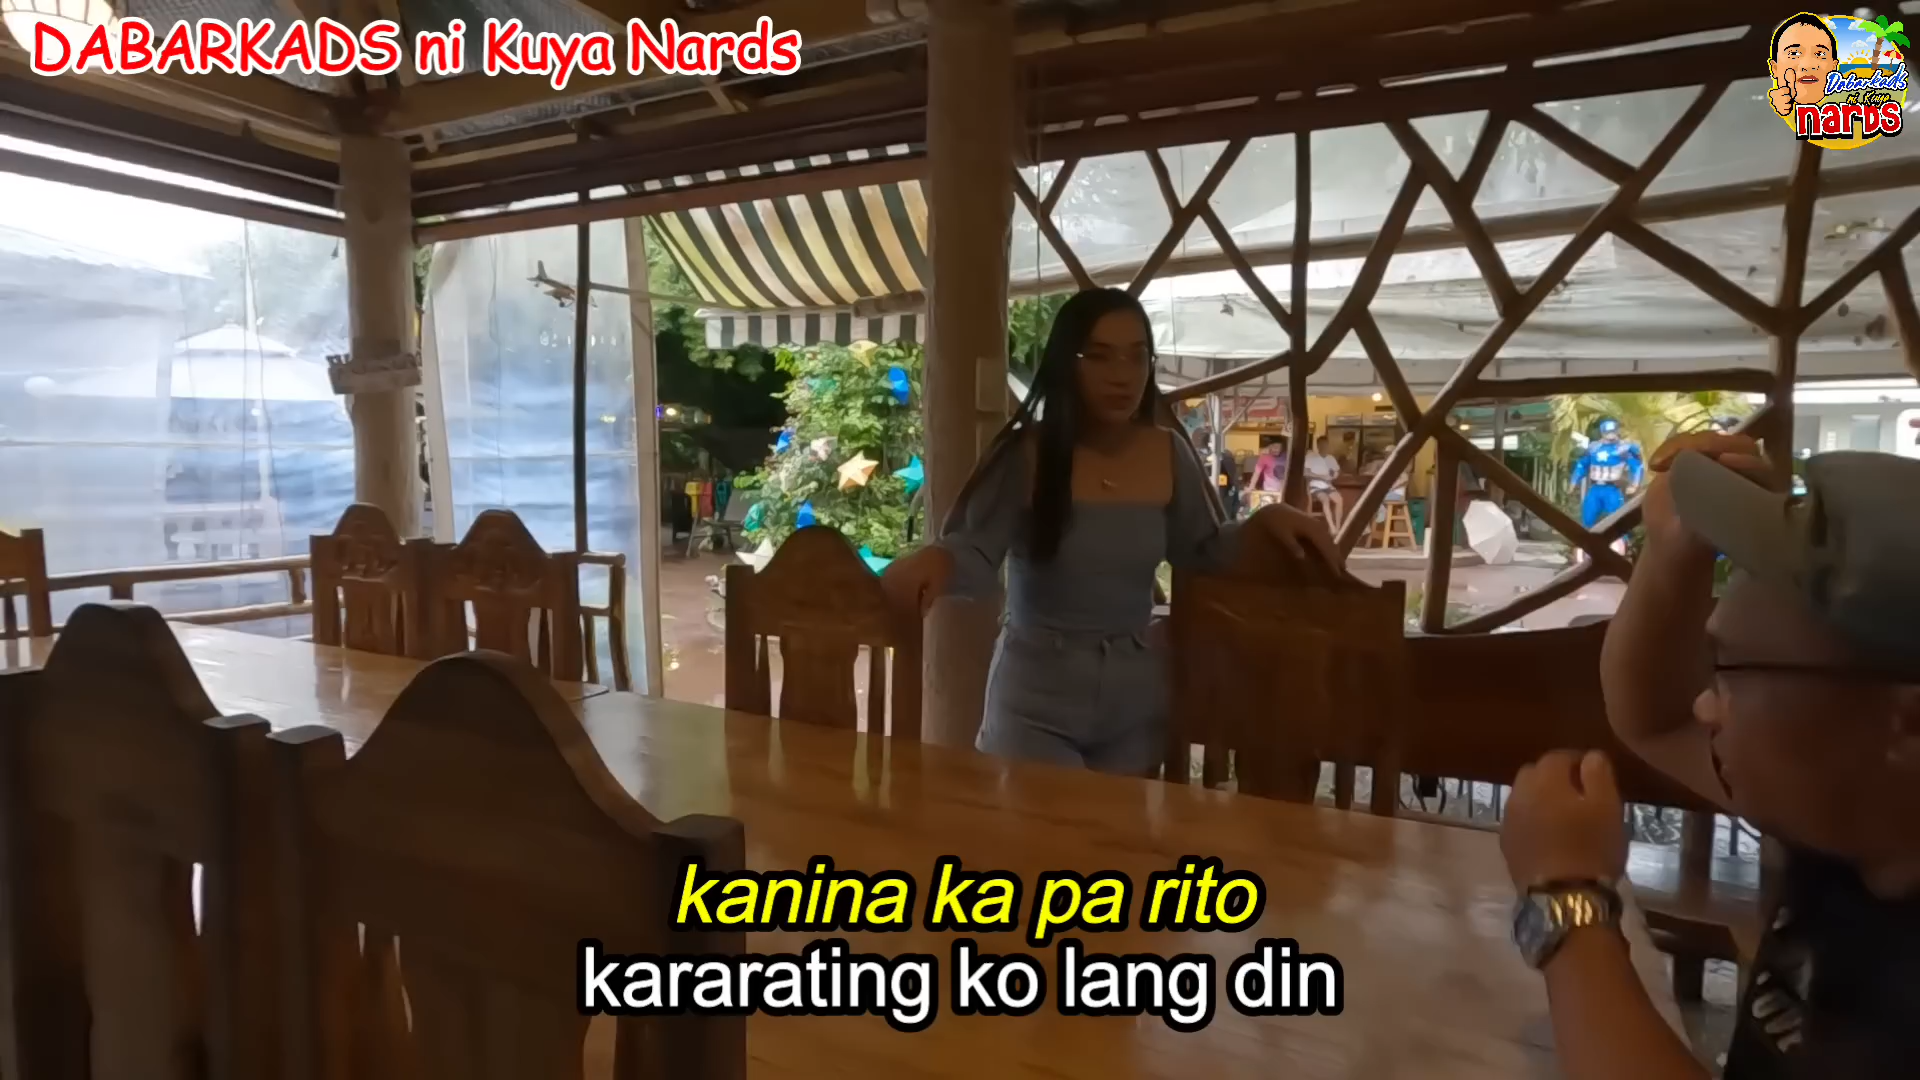 DABARKADS ni Kuya Nards
Dabarkads
ni Kuya
narDS
kanina ka pa rito
kararating ko lang din